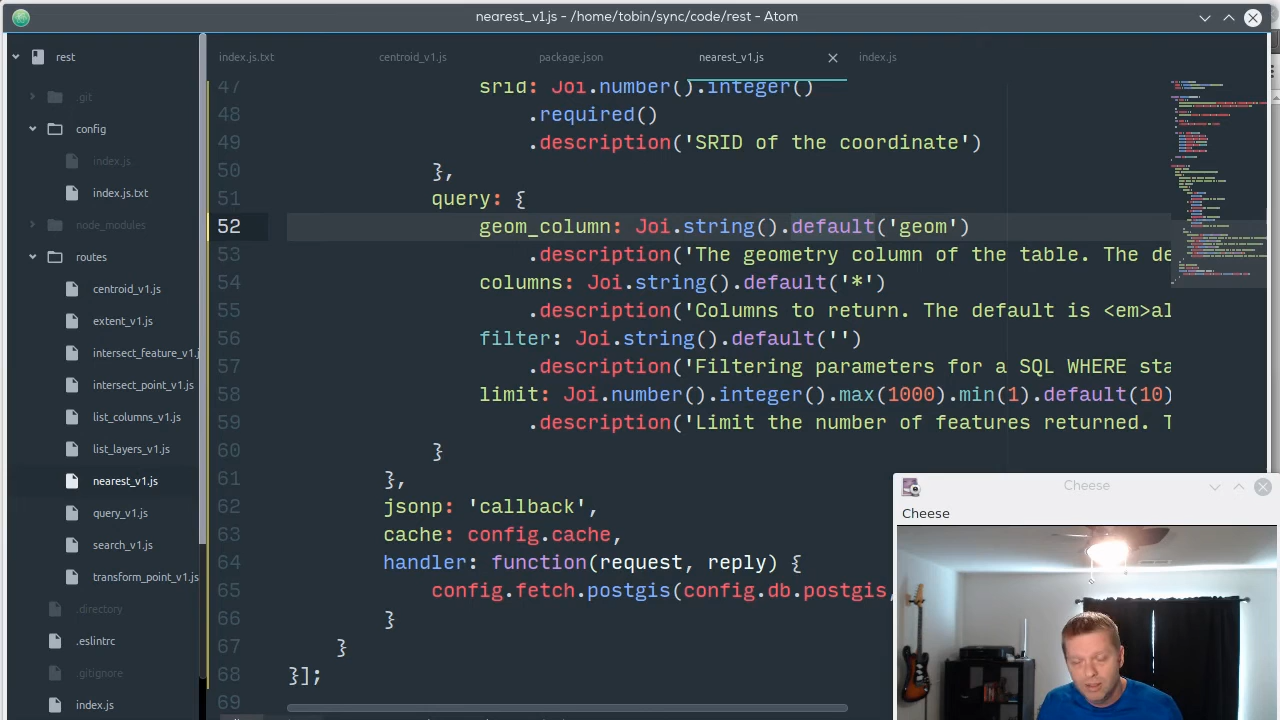 nearest_v1.js - /home/tobin/sync/code/rest - Atom
rest
.git
config
index.js
index.js.txt
node_modules
routes
centroid_v1.js
extent_v1.js
intersect_feature_v1.j
intersect_point_v1.js
list_columns_v1.js
list_layers_v1.js
nearest_v1.js
query_v1.js
search_v1.js
transform_point_v1.js
.directory
.eslintrc
.gitignore
index.js
index.js.txt
centroid_v1.js
package.json
nearest_v1.js
index.js
47 srid: Joi.number().integer()
48 .required()
49 .description('SRID of the coordinate')
50 },
51 query: {
52 geom_column: Joi.string().default('geom')
53 .description('The geometry column of the table. The de
54 columns: Joi.string().default('*')
55 .description('Columns to return. The default is <em>al
56 filter: Joi.string().default('')
57 .description('Filtering parameters for a SQL WHERE sta
58 limit: Joi.number().integer().max(1000).min(1).default(10)
59 .description('Limit the number of features returned. T
60 }
61 },
62 jsonp: 'callback',
63 cache: config.cache,
64 handler: function(request, reply) {
65 config.fetch.postgis(config.db.postgis,
66 }
67 }
68 }];
69
Cheese
Cheese